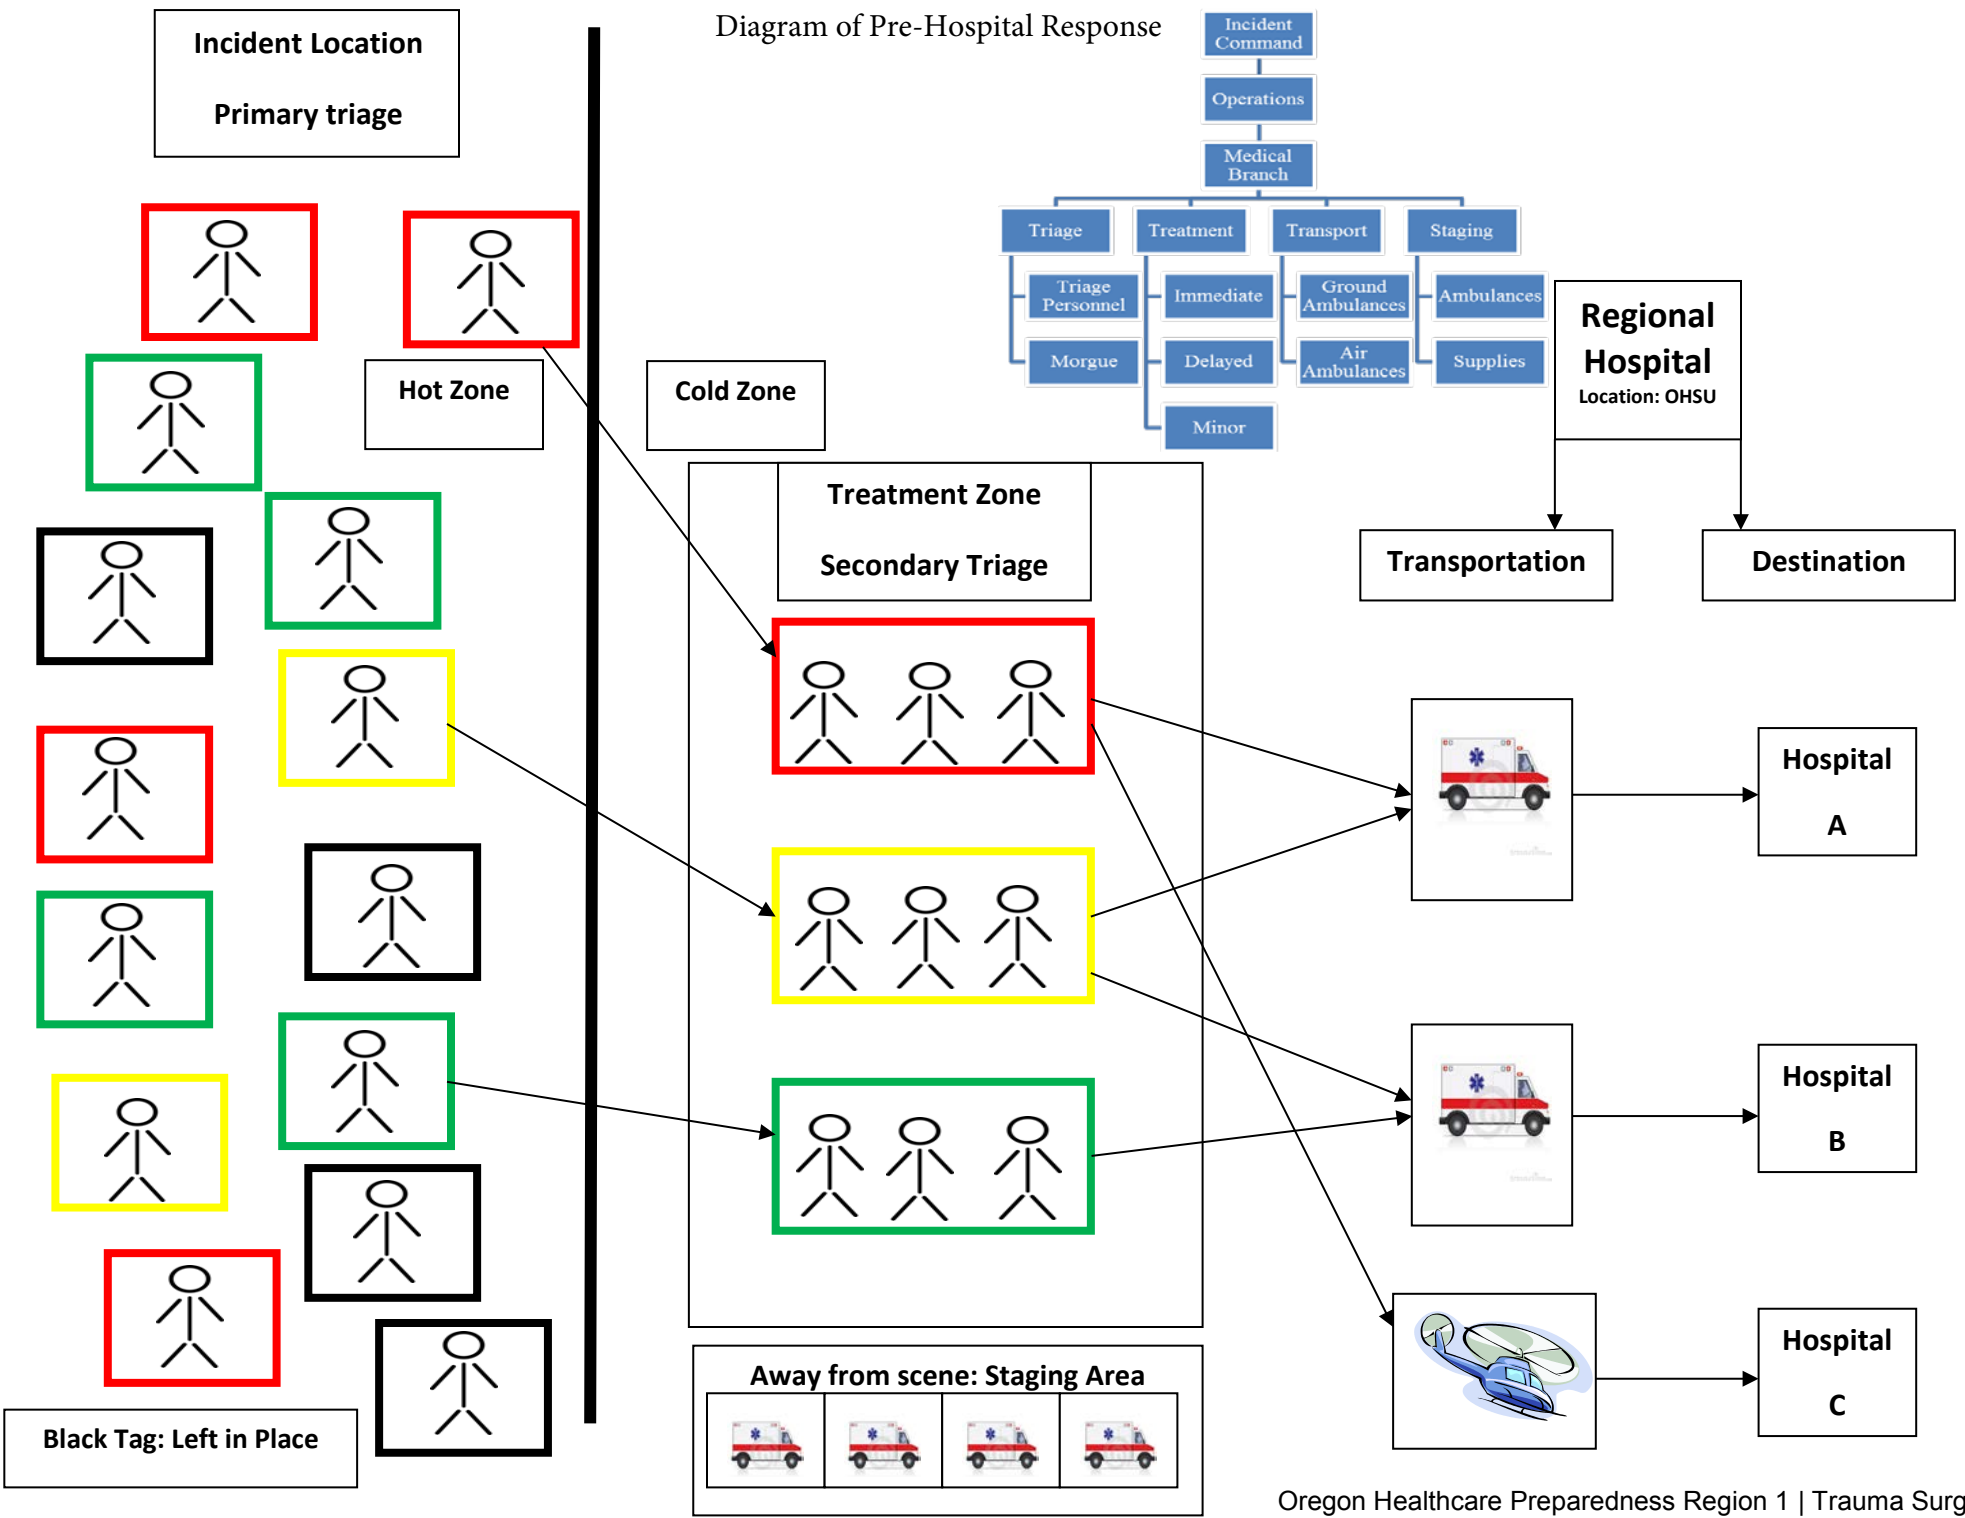 Diagram of Pre-Hospital Response
Incident Location
Primary triage
Incident
Command
Operations
Medical
Branch
Triage
Treatment
Transport
Staging
Triage
Personnel
Immediate
Ground
Ambulances
Ambulances
Morgue
Delayed
Air
Ambulances
Supplies
Minor
Regional
Hospital
Location: OHSU
Hot Zone
Cold Zone
Treatment Zone
Secondary Triage
Transportation
Destination
Hospital
A
Hospital
B
Hospital
C
Away from scene: Staging Area
Black Tag: Left in Place
Oregon Healthcare Preparedness Region 1 | Trauma Surg